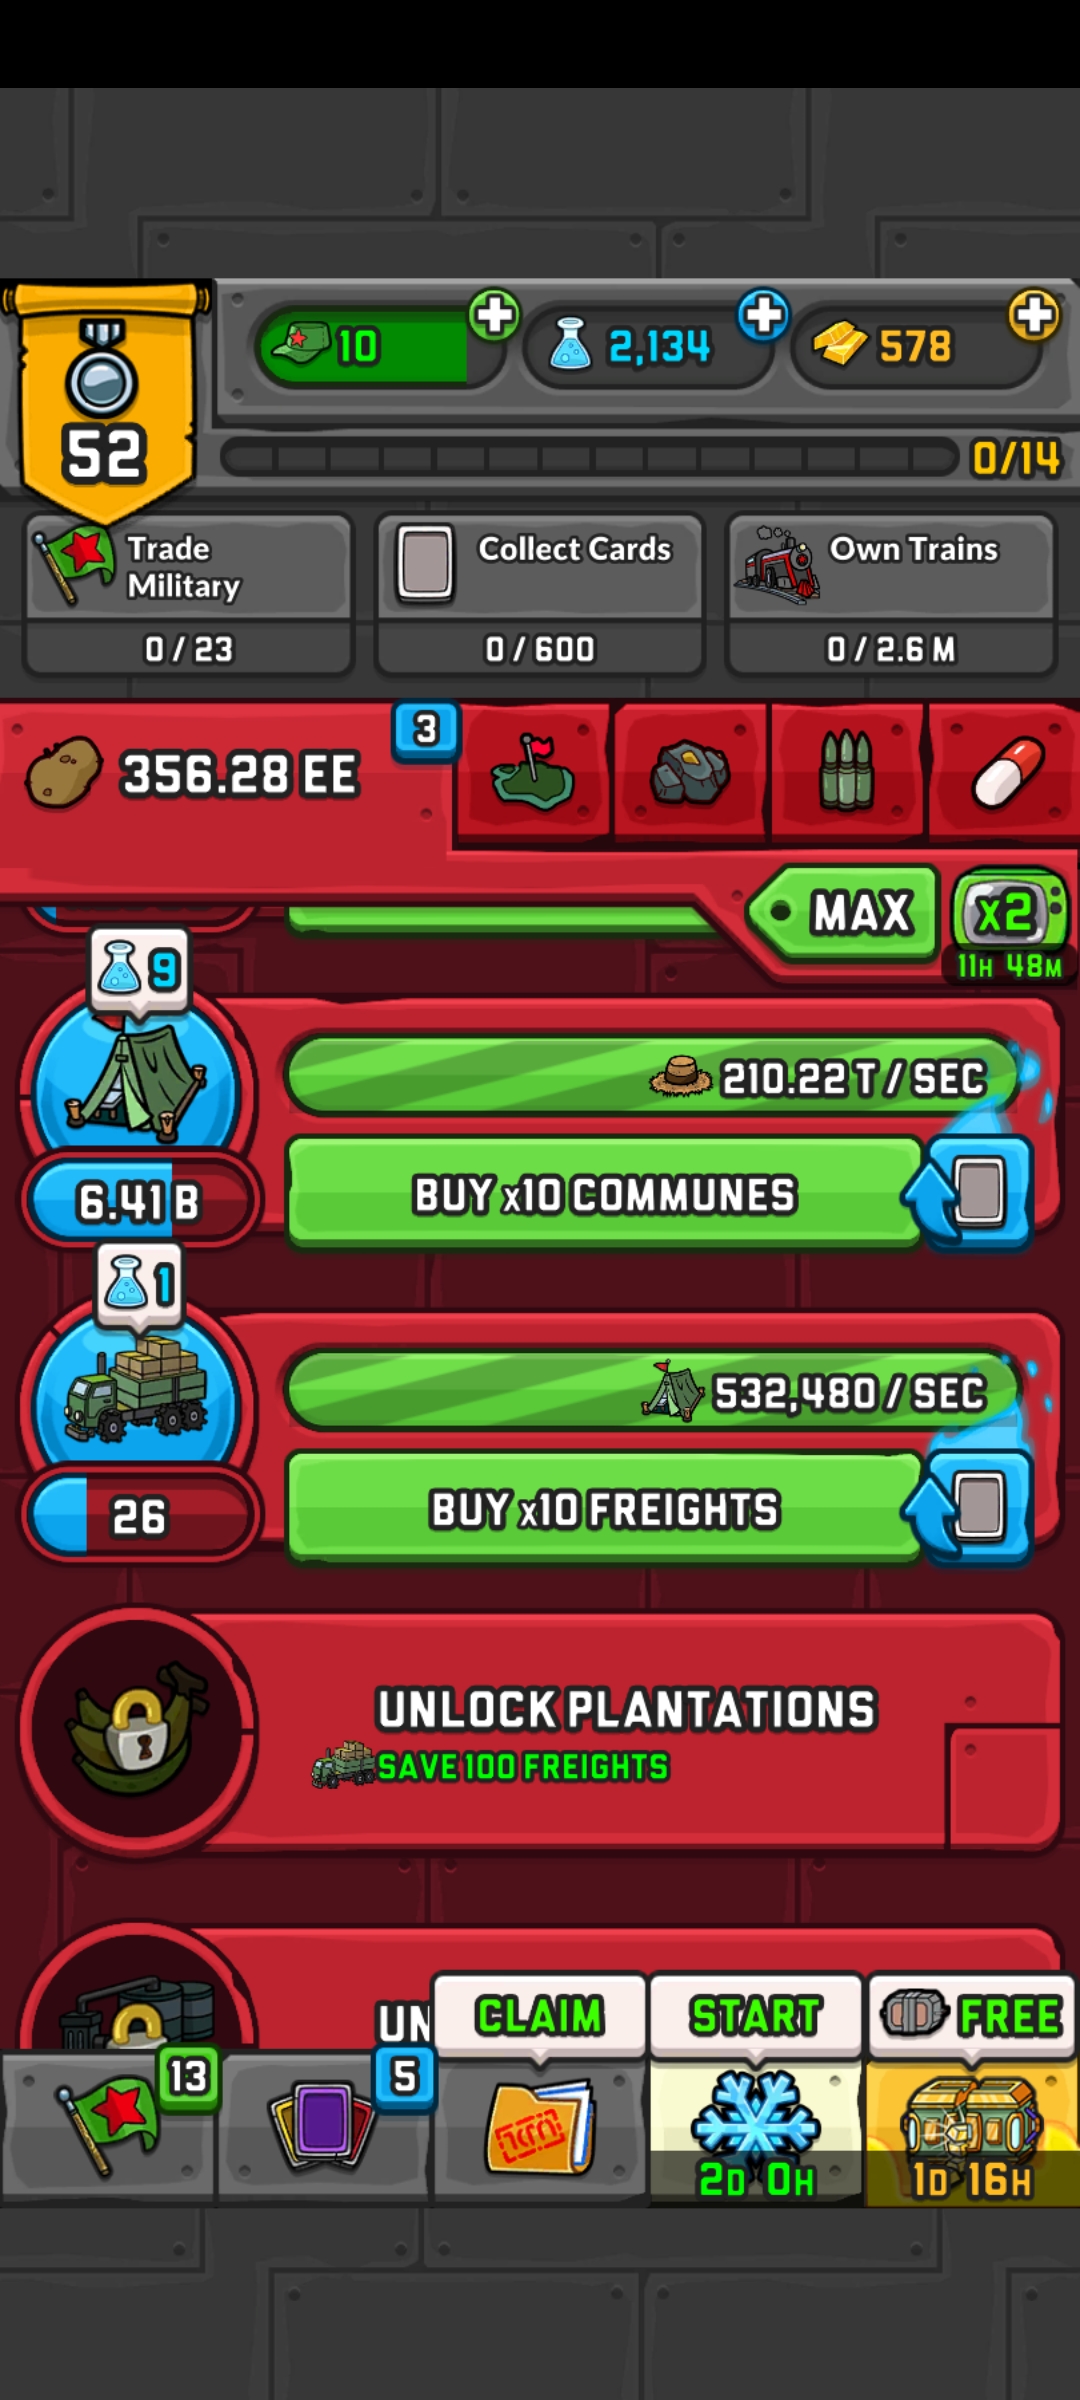 10
2,134
578
52
0/14
Trade
Military
0 / 23
Collect Cards
0 / 600
Own Trains
0 / 2.6 M
356.28 EE
3
MAX
x2
11H 48M
9
210.22 T / SEC
6.41 B
BUY x10 COMMUNES
1
532,480 / SEC
26
BUY x10 FREIGHTS
UNLOCK PLANTATIONS
SAVE 100 FREIGHTS
UN
CLAIM
START
FREE
13
5
2D 0H
1D 16H